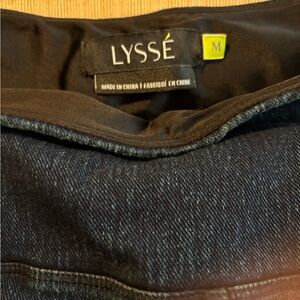 LYSSÉ
M
MADE IN CHINA | FABRIQUÉ EN CHINE